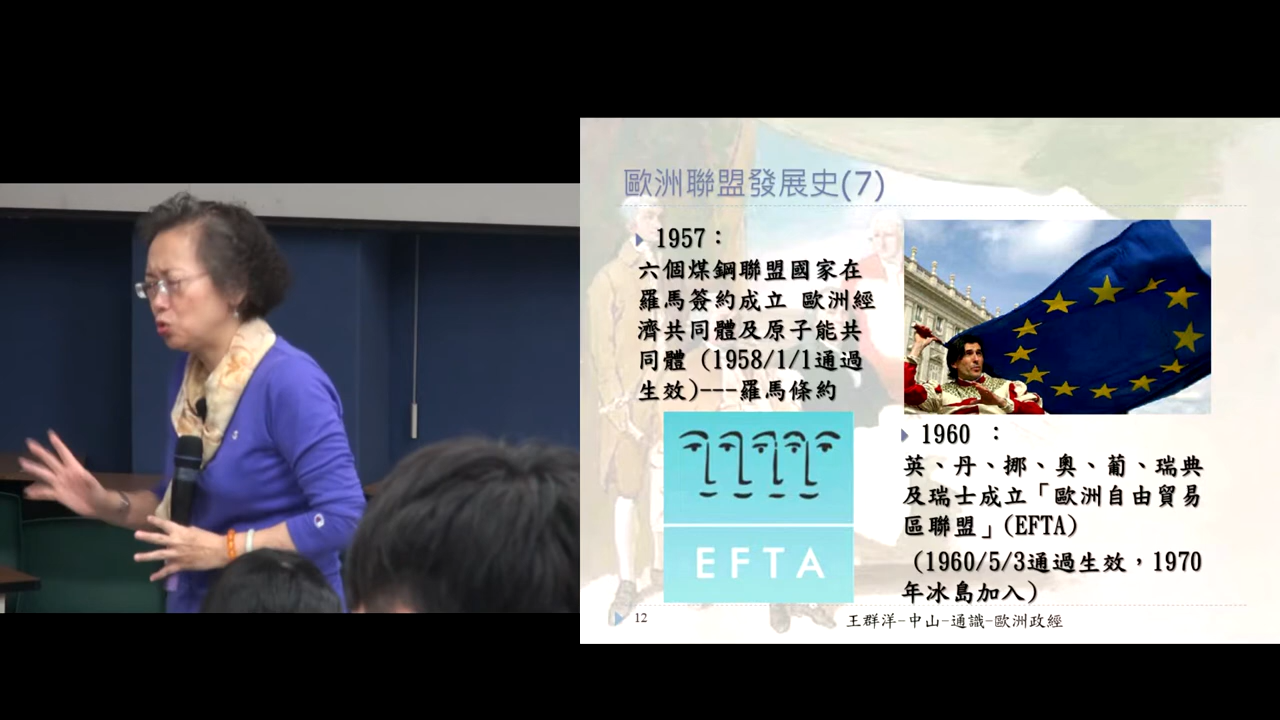 歐洲聯盟發展史(7)
1957：
六個煤鋼聯盟國家在
羅馬簽約成立 歐洲經
濟共同體及原子能共
同體 (1958/1/1通過
生效)---羅馬條約
EFTA
1960 ：
英、丹、挪、奧、葡、瑞典
及瑞士成立「歐洲自由貿易
區聯盟」(EFTA)
(1960/5/3通過生效，1970
年冰島加入)
12
王群洋-中山-通識-歐洲政經